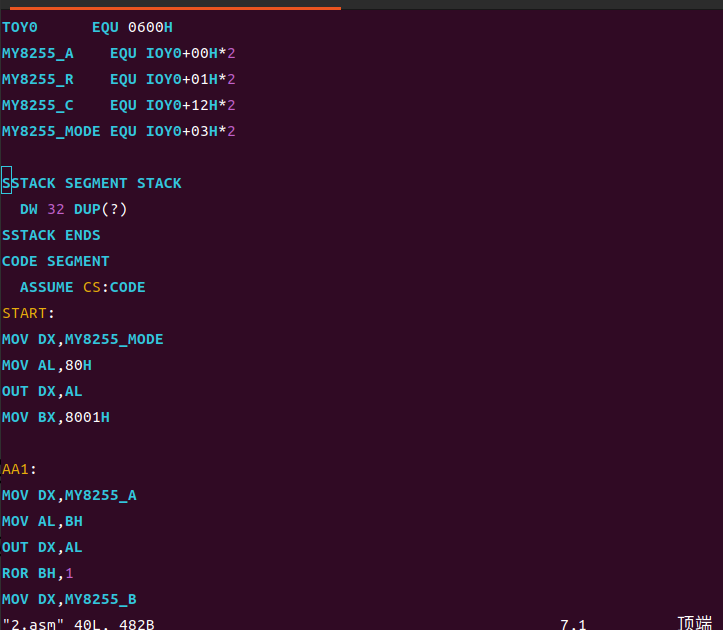 TOY0      EQU 0600H
MY8255_A    EQU IOY0+00H*2
MY8255_R    EQU IOY0+01H*2
MY8255_C    EQU IOY0+12H*2
MY8255_MODE EQU IOY0+03H*2
SSTACK SEGMENT STACK
  DW 32 DUP(?)
SSTACK ENDS
CODE SEGMENT
  ASSUME CS:CODE
START:
MOV DX,MY8255_MODE
MOV AL,80H
OUT DX,AL
MOV BX,8001H
AA1:
MOV DX,MY8255_A
MOV AL,BH
OUT DX,AL
ROR BH,1
MOV DX,MY8255_B
"2.asm" 40L, 482B 7,1 顶端